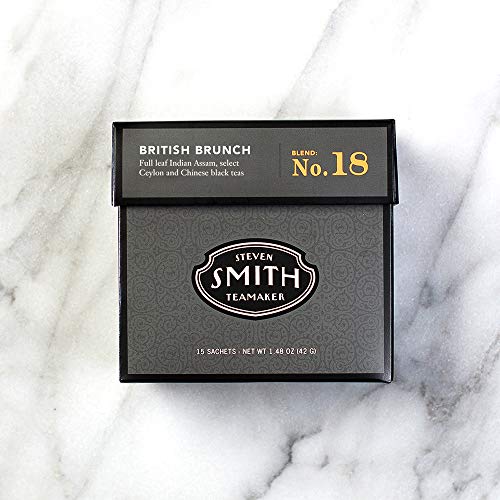 BRITISH BRUNCH
Full leaf Indian Assam, select
Ceylon and Chinese black teas
BLEND:
No. 18
STEVEN
SMITH
TEAMAKER
15 SACHETS - NET WT 1.48 OZ (42 G)